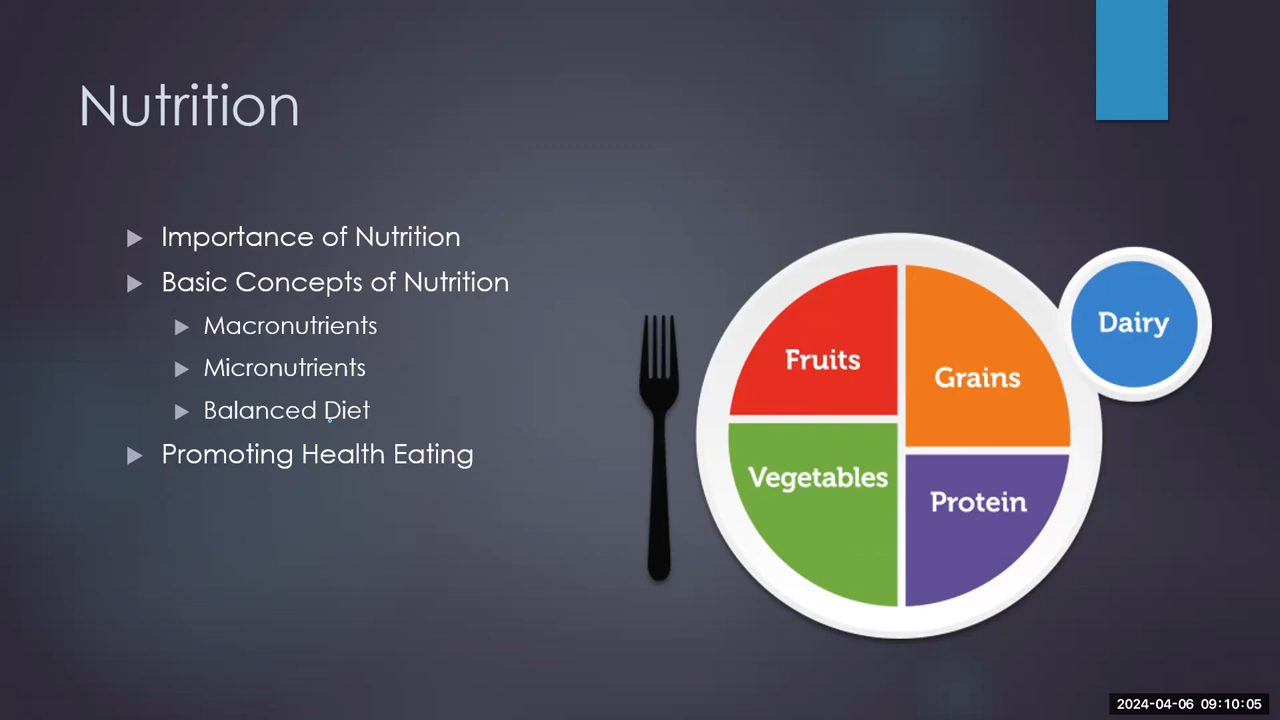 Nutrition
Importance of Nutrition
Basic Concepts of Nutrition
Macronutrients
Micronutrients
Balanced Diet
Promoting Health Eating
Fruits
Grains
Dairy
Vegetables
Protein
2024-04-06 09:10:05